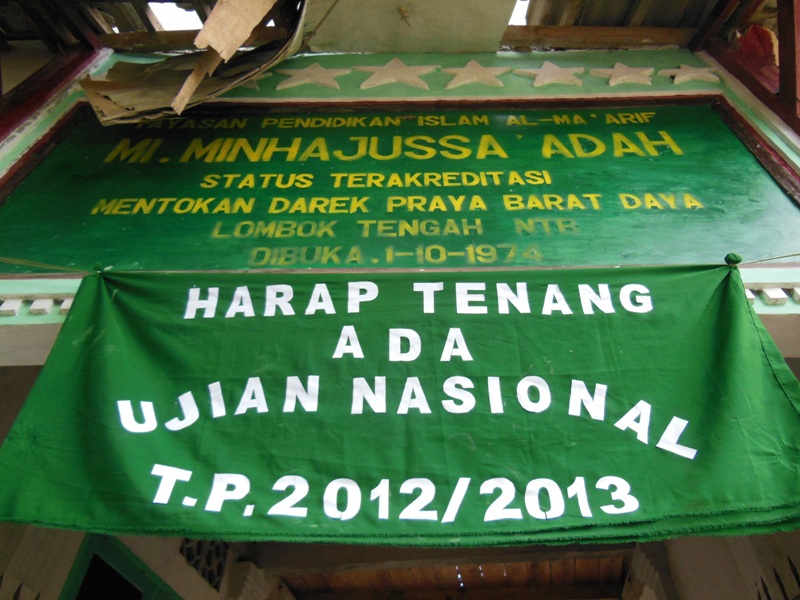 YAYASAN PENDIDIKAN ISLAM AL-MA'ARIF
MI. MINHAJUSSA'ADAH
STATUS TERAKREDITASI
MENTOKAN DAREK PRAYA BARAT DAYA
LOMBOK TENGAH NTB
DIBUKA. 1-10-1974
HARAP TENANG
ADA
UJIAN NASIONAL
T.P. 2012/2013